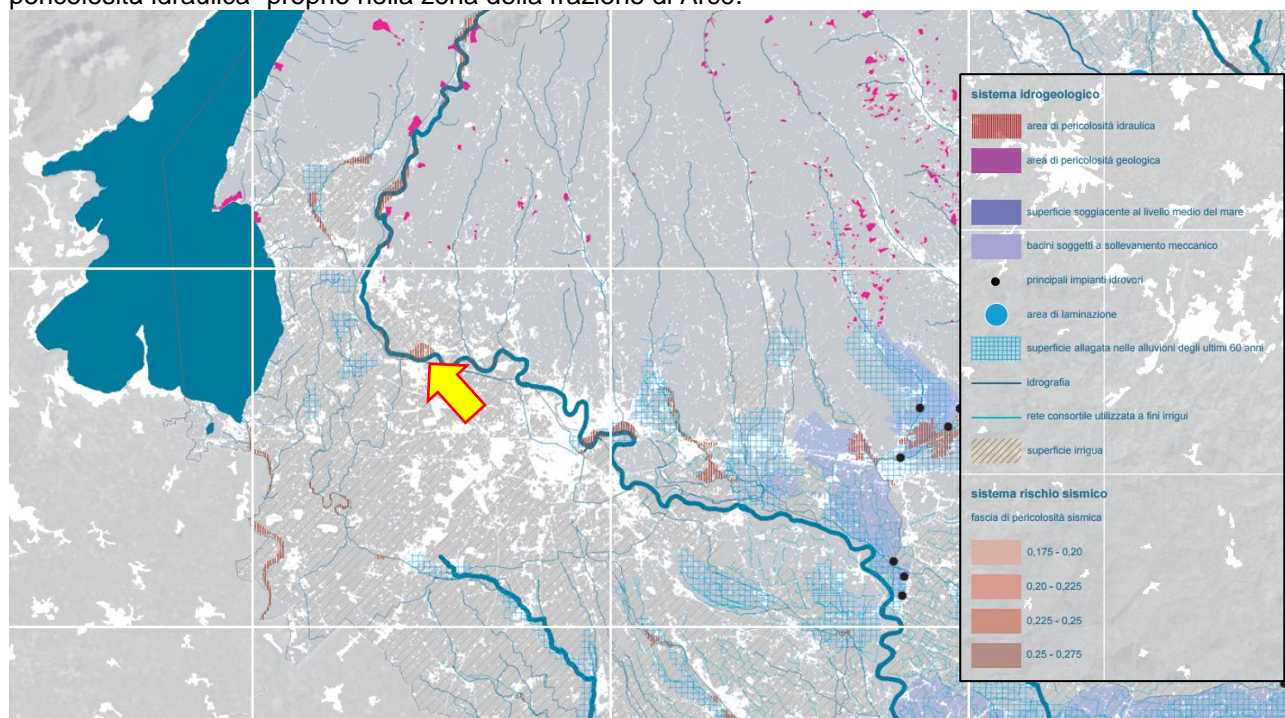 pericolosità idraulica" proprio nella zona della frazione di Arcè.
sistema idrogeologico
area di pericolosità idraulica
area di pericolosità geologica
superficie soggiacente al livello medio del mare
bacini soggetti a sollevamento meccanico
principali impianti idrovori
area di laminazione
superficie allagata nelle alluvioni degli ultimi 60 anni
idrografia
rete consortile utilizzata a fini irrigui
superficie irrigua
sistema rischio sismico
fascia di pericolosità sismica
0,175 - 0,20
0,20 - 0,225
0,225 - 0,25
0.25 - 0,275